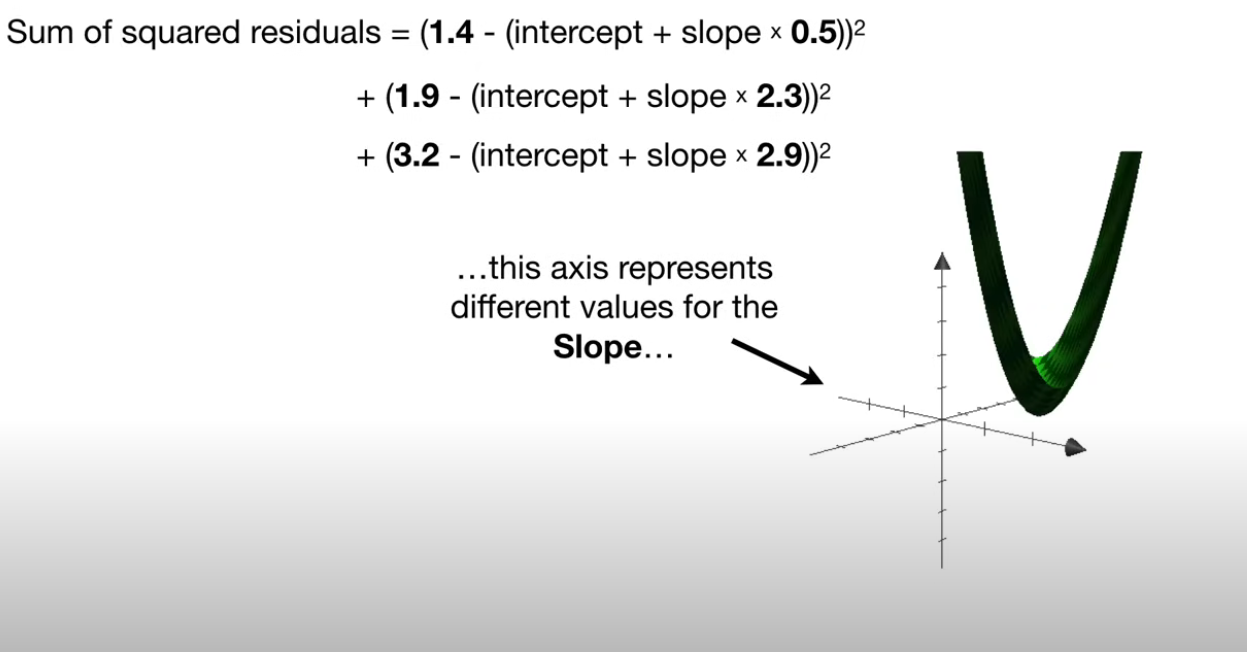 Sum of squared residuals = (1.4 - (intercept + slope × 0.5))²
+ (1.9 - (intercept + slope × 2.3))²
+ (3.2 - (intercept + slope × 2.9))²
…this axis represents
different values for the
Slope…